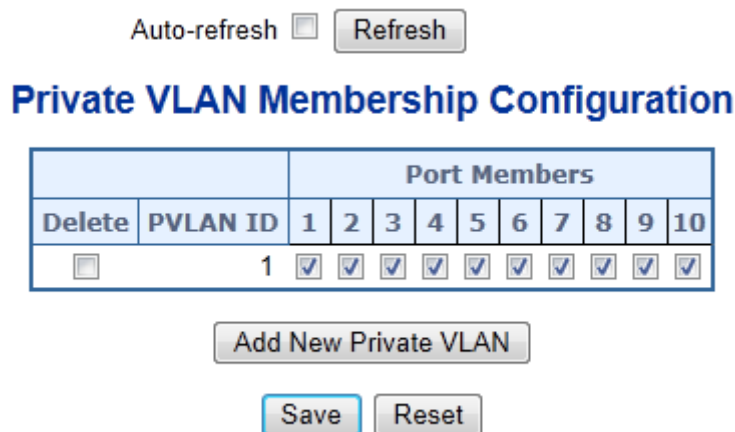 Auto-refresh Refresh
Private VLAN Membership Configuration
Port Members
Delete PVLAN ID 1 2 3 4 5 6 7 8 9 10
1
Add New Private VLAN
Save Reset